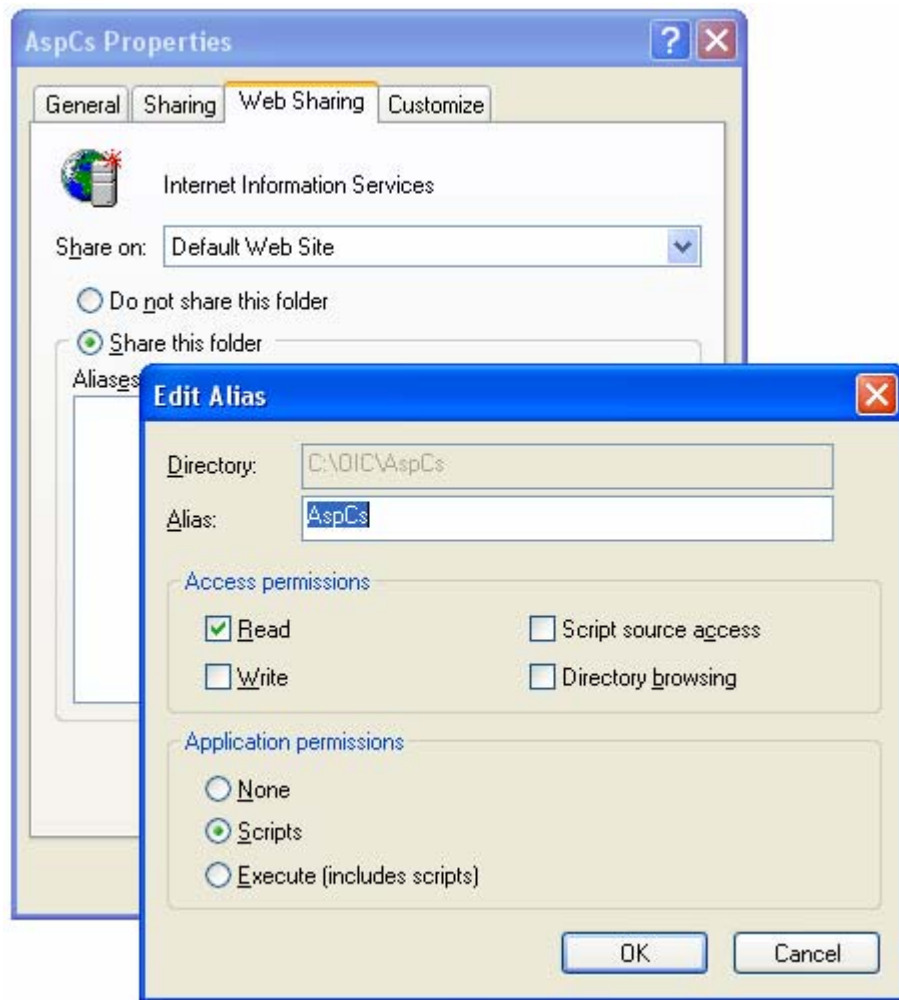 AspCs Properties
General Sharing Web Sharing Customize
Internet Information Services
Share on: Default Web Site
Do not share this folder
Share this folder
Aliases
Edit Alias
Directory: C:\OIC\AspCs
Alias: AspCs
Access permissions
Read Script source access
Write Directory browsing
Application permissions
None
Scripts
Execute (includes scripts)
OK Cancel